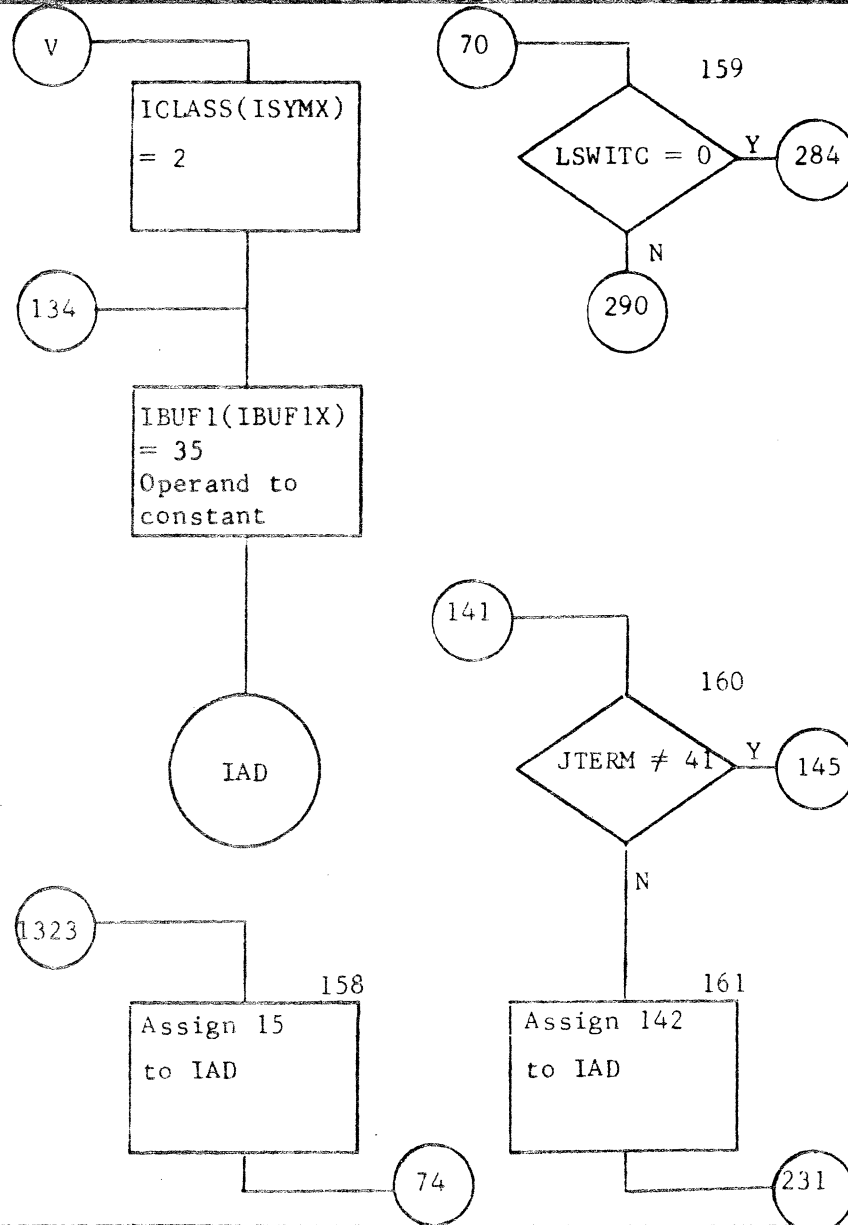 V
ICLASS(ISYMX)
= 2
134
IBUF1(IBUF1X)
= 35
Operand to
constant
IAD
1323
158
Assign 15
to IAD
74
70
159
LSWITC = 0
Y
284
N
290
141
160
JTERM ≠ 41
Y
145
N
161
Assign 142
to IAD
231